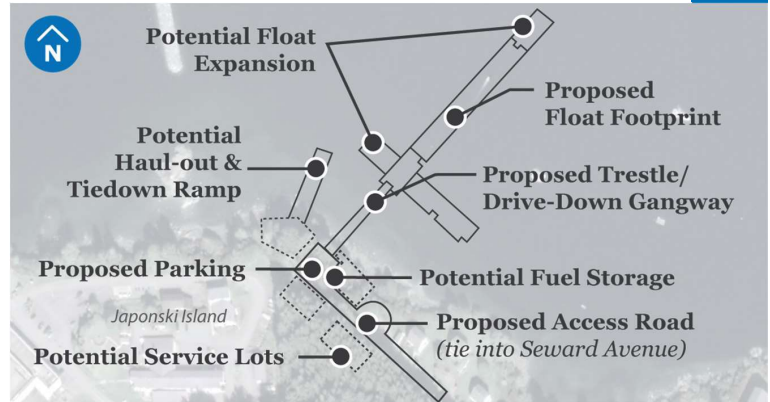 N
Potential Float
Expansion
Proposed
Float Footprint
Potential
Haul-out &
Tiedown Ramp
Proposed Trestle/
Drive-Down Gangway
Proposed Parking
Potential Fuel Storage
Japonski Island
Proposed Access Road
(tie into Seward Avenue)
Potential Service Lots